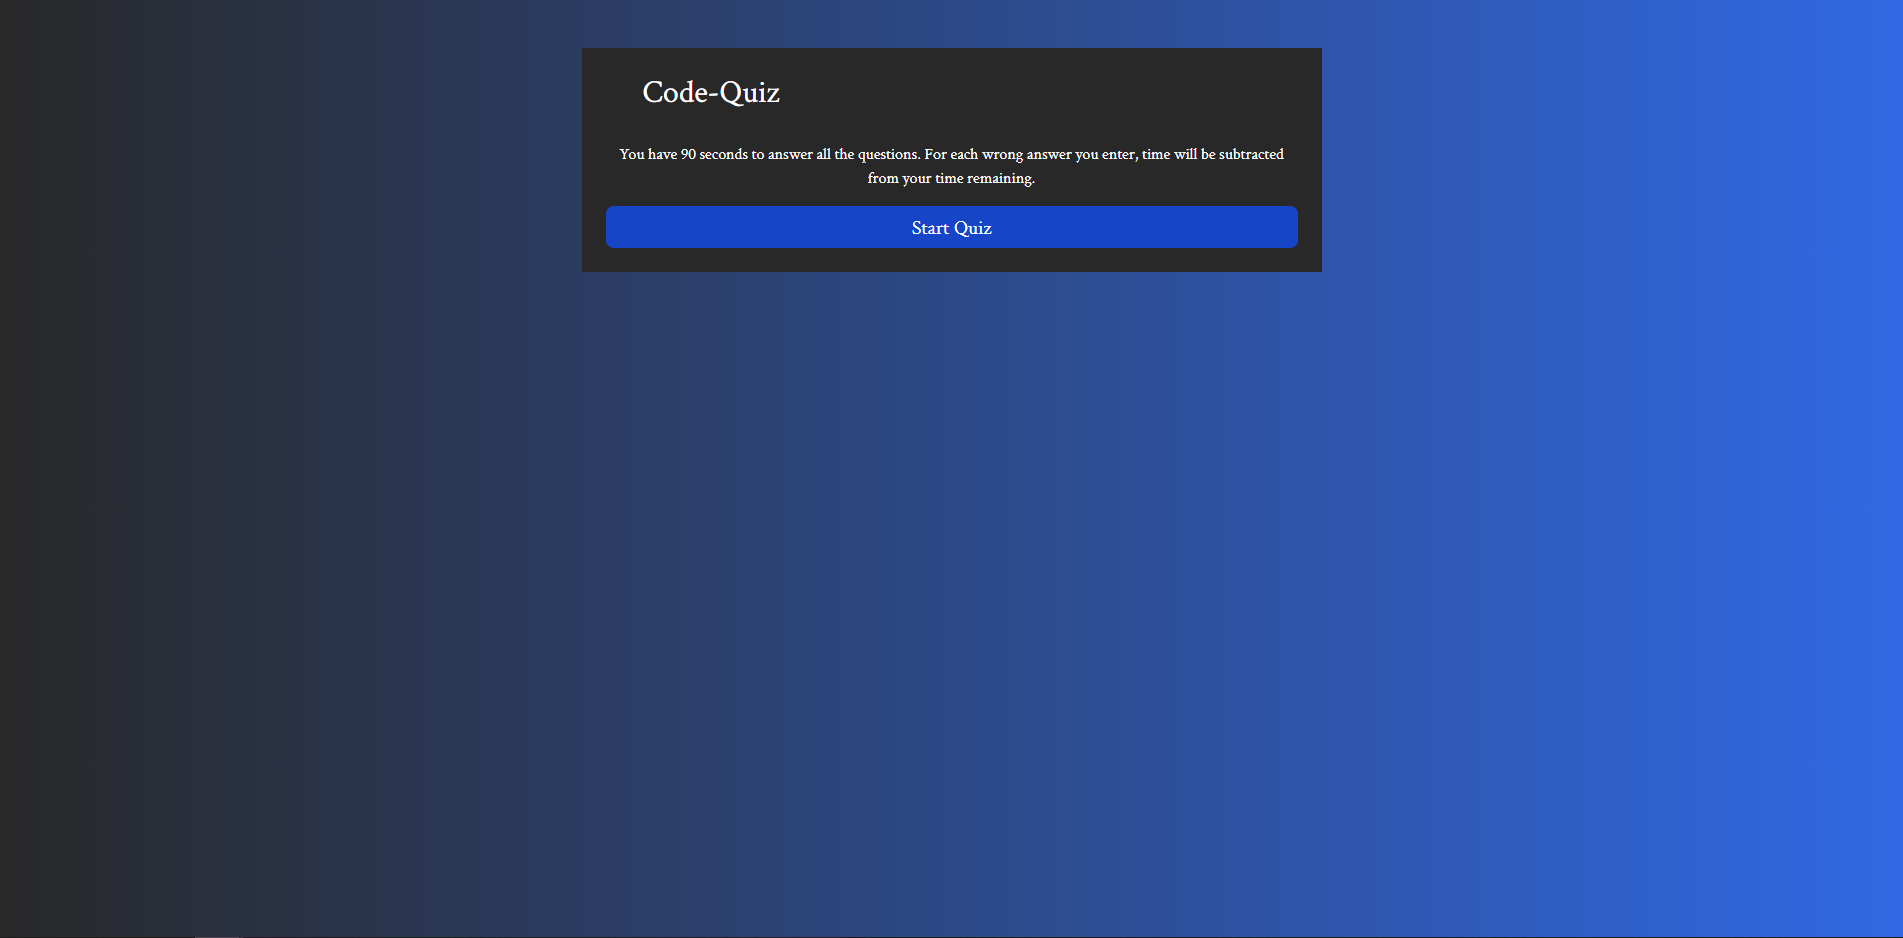 Code-Quiz
You have 90 seconds to answer all the questions. For each wrong answer you enter, time will be subtracted
from your time remaining.
Start Quiz